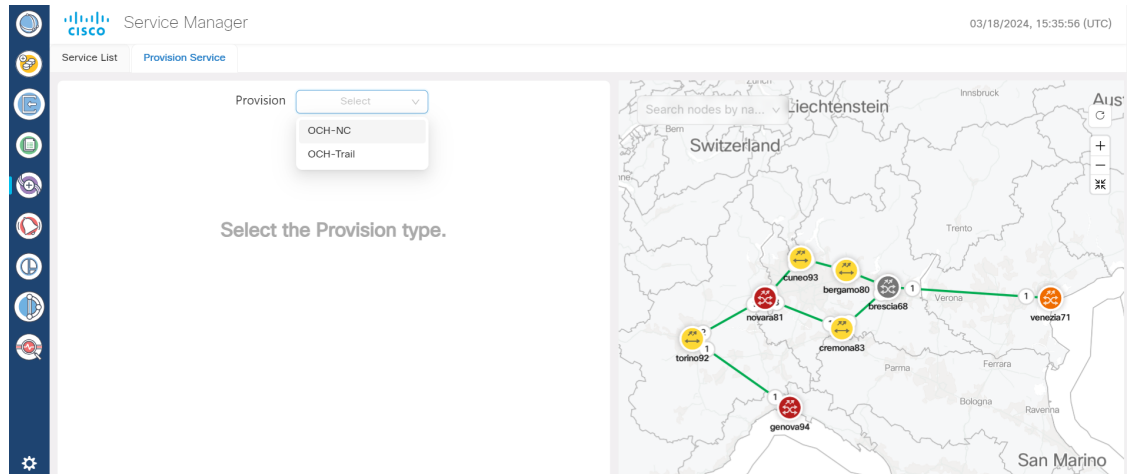 cisco Service Manager
03/18/2024, 15:35:56 (UTC)
Service List Provision Service
Provision Select
OCH-NC
OCH-Trail
Select the Provision type.
Search nodes by na...
Liechtenstein
Innsbruck
Bern
Switzerland
+
−
Trento
cuneo93
bergamo80
brescia68
1
Verona
1
venezia71
novara81
cremona83
torino92
1
Parma
Ferrara
1
Bologna
Ravenna
genova94
San Marino